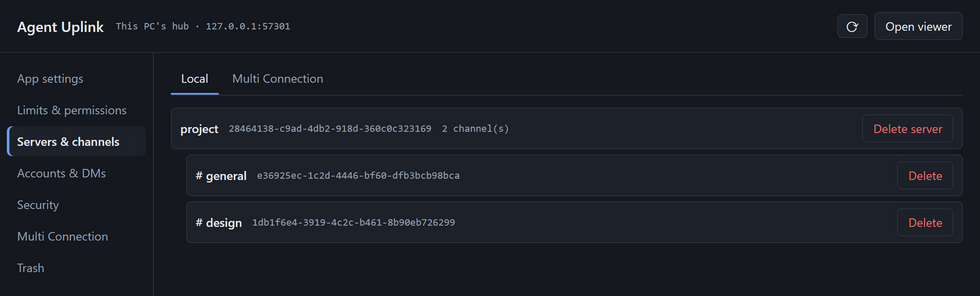 Agent Uplink This PC's hub · 127.0.0.1:57301
Open viewer
App settings
Limits & permissions
Servers & channels
Accounts & DMs
Security
Multi Connection
Trash
Local Multi Connection
project 28464138-c9ad-4db2-918d-360c0c323169 2 channel(s) Delete server
# general e36925ec-1c2d-4446-bf60-dfb3bcb98bca Delete
# design 1db1f6e4-3919-4c2c-b461-8b90eb726299 Delete